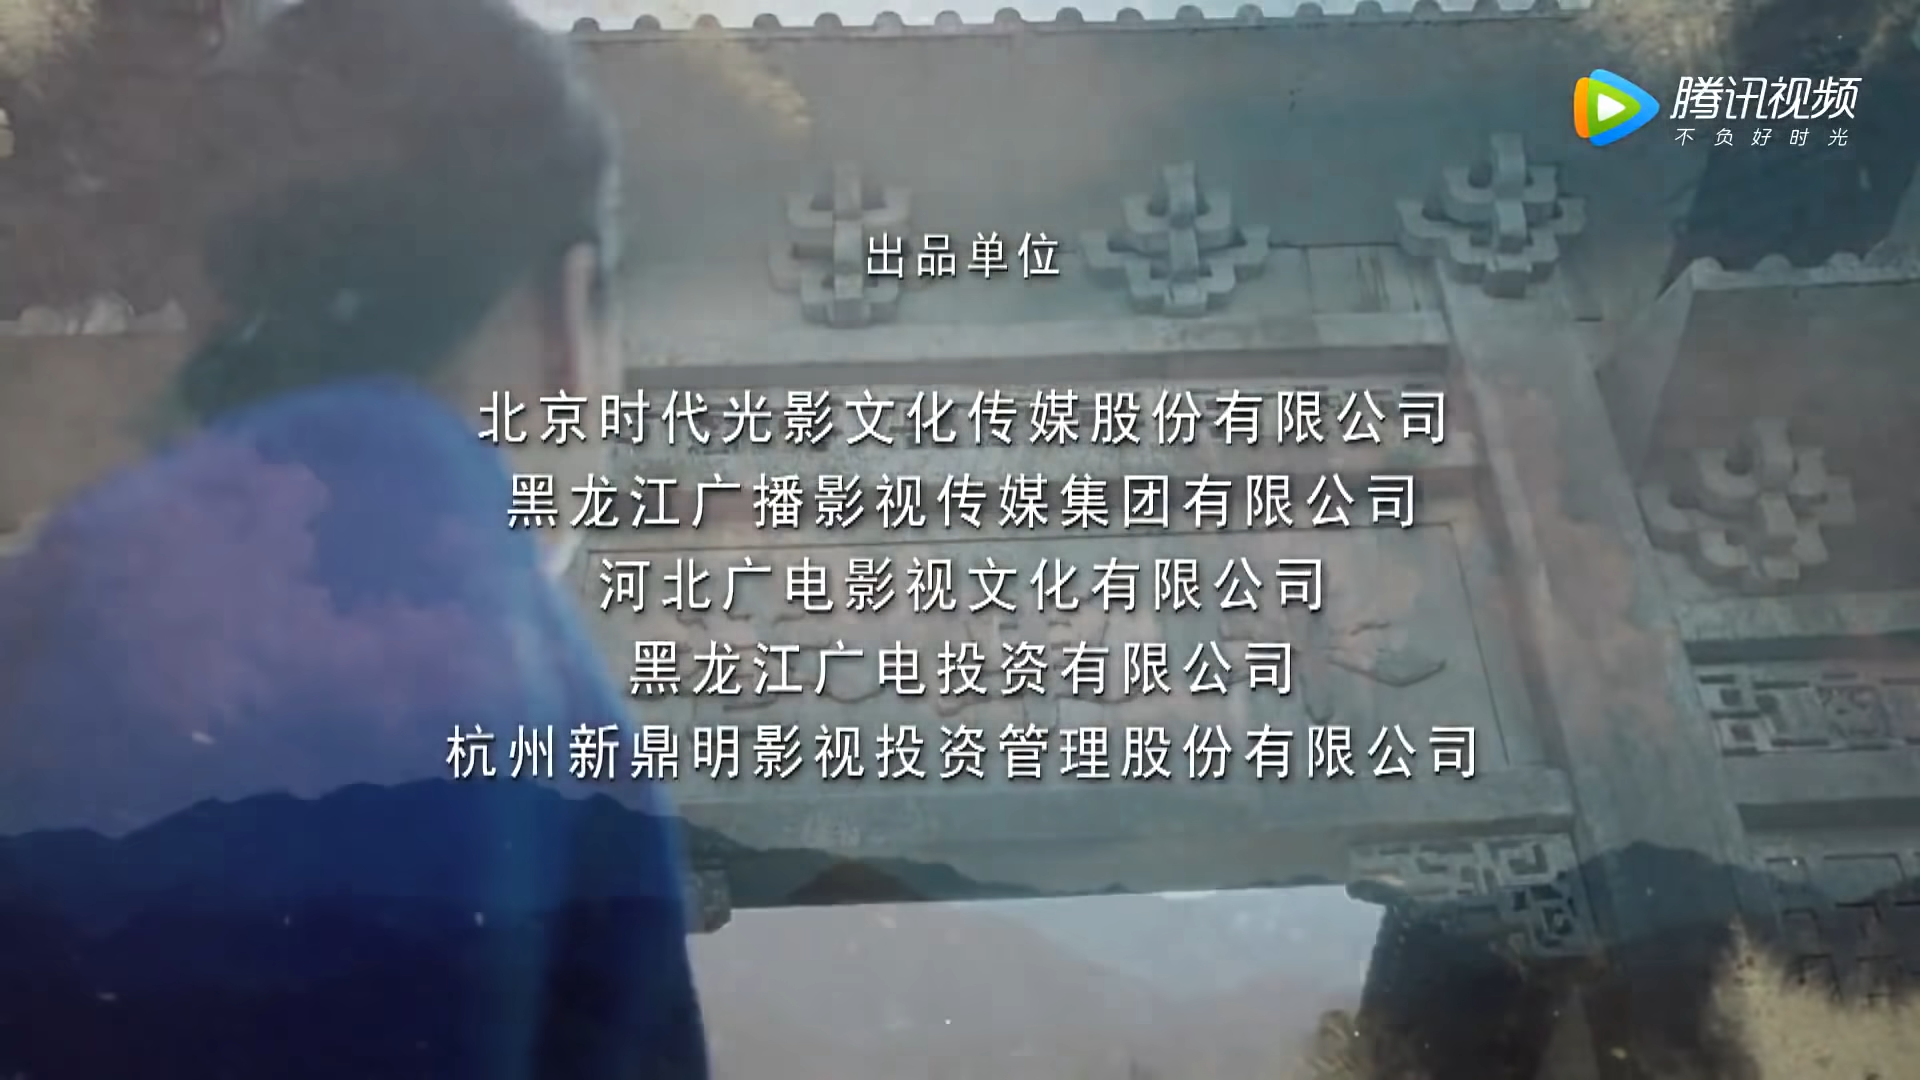 腾讯视频
不负好时光
出品单位
北京时代光影文化传媒股份有限公司
黑龙江广播影视传媒集团有限公司
河北广电影视文化有限公司
黑龙江广电投资有限公司
杭州新鼎明影视投资管理股份有限公司